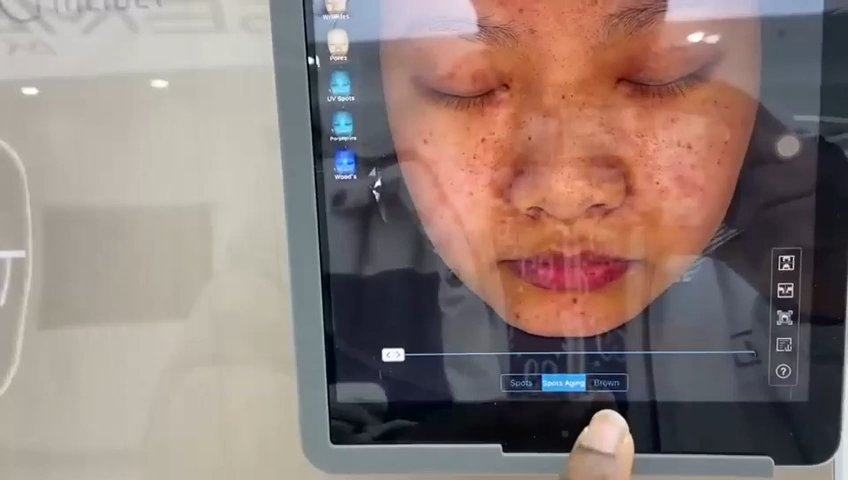 Wrinkles
Pores
UV Spots
Porphyrins
Wood's
Spots
Spots Aging
Brown
?